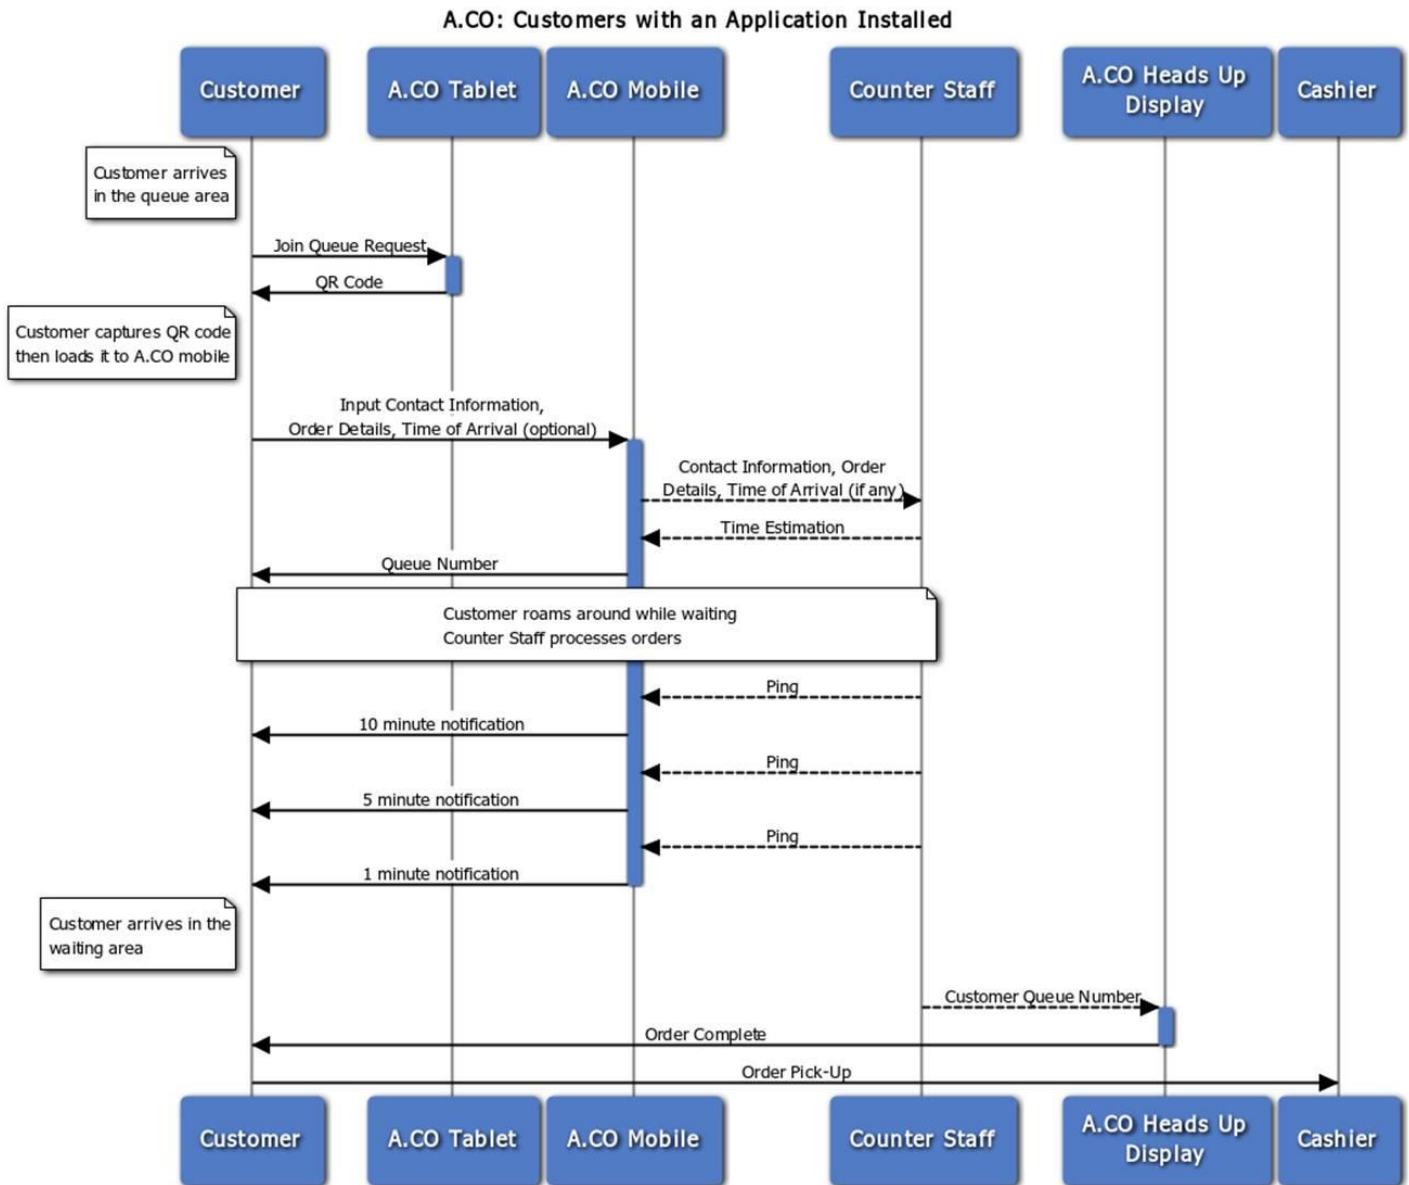 A.CO: Customers with an Application Installed
Customer
A.CO Tablet
A.CO Mobile
Counter Staff
A.CO Heads Up
Display
Cashier
Customer arrives
in the queue area
Join Queue Request
QR Code
Customer captures QR code
then loads it to A.CO mobile
Input Contact Information,
Order Details, Time of Arrival (optional)
Contact Information, Order
Details, Time of Arrival (if any)
Time Estimation
Queue Number
Customer roams around while waiting
Counter Staff processes orders
Ping
10 minute notification
Ping
5 minute notification
Ping
1 minute notification
Customer arrives in the
waiting area
Customer Queue Number
Order Complete
Order Pick-Up
Customer
A.CO Tablet
A.CO Mobile
Counter Staff
A.CO Heads Up
Display
Cashier